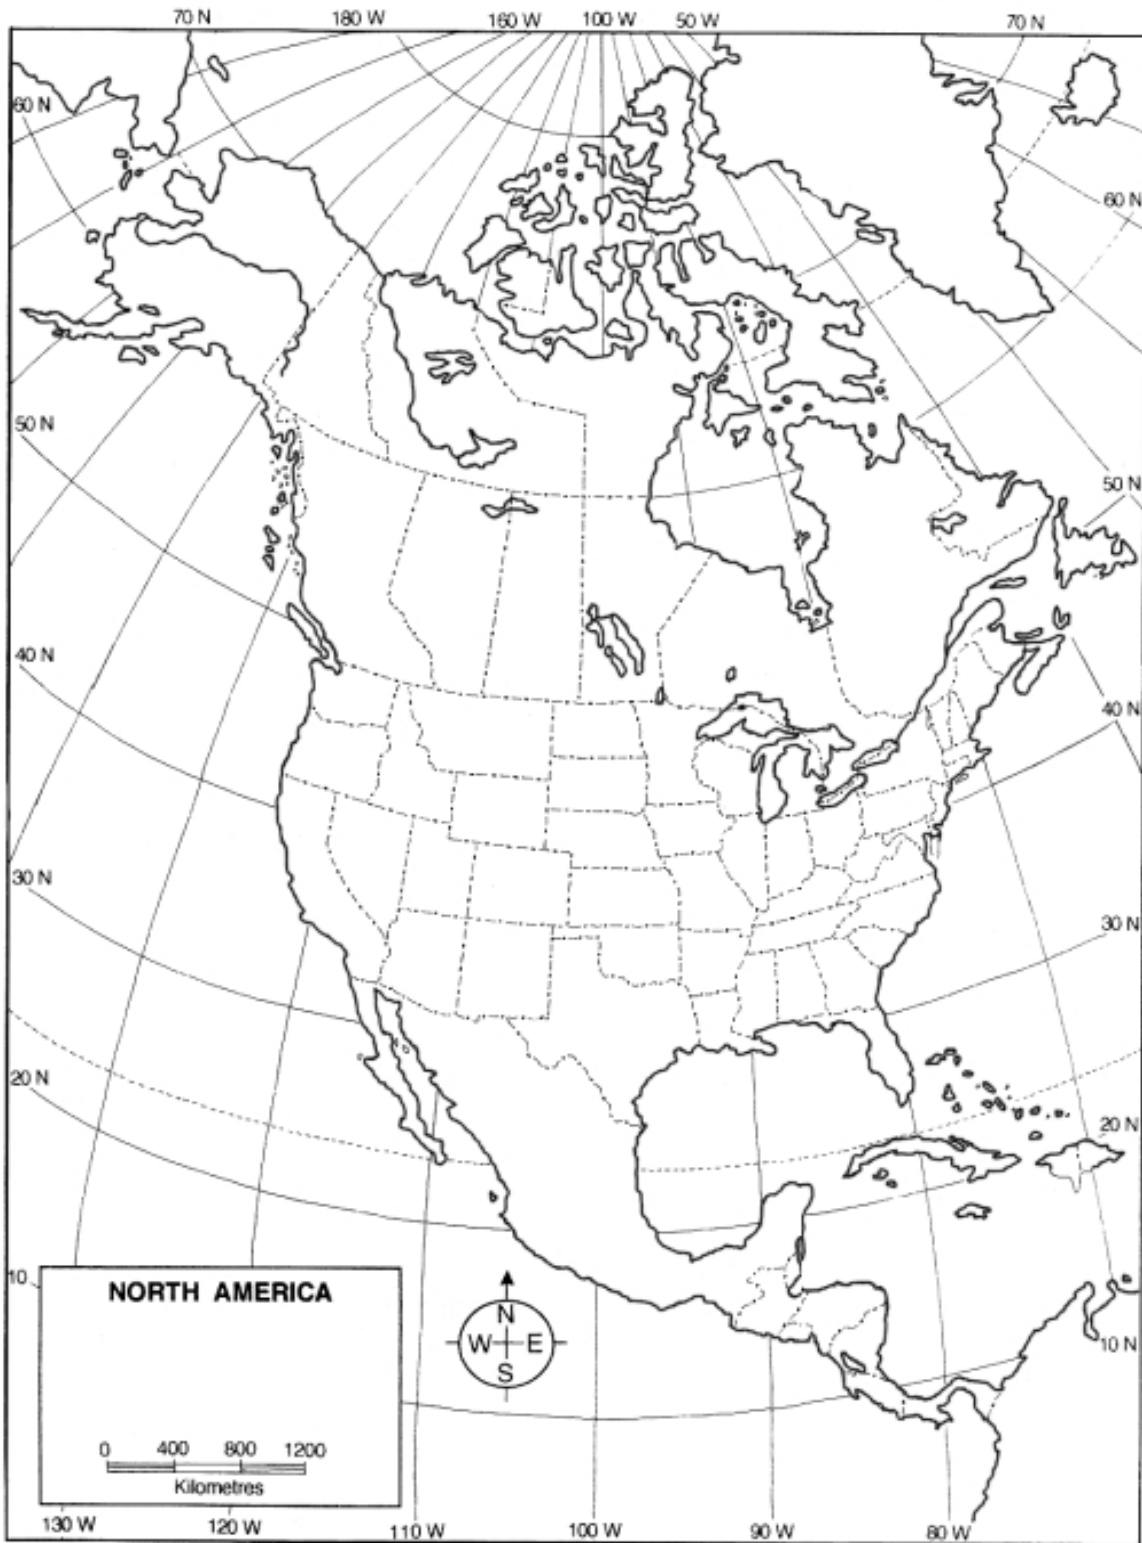 70 N 180 W 160 W 100 W 50 W 70 N
60 N
60 N
50 N
50 N
40 N
40 N
30 N
30 N
20 N
20 N
10
10 N
NORTH AMERICA
N
W E
S
0 400 800 1200
Kilometres
130 W 120 W 110 W 100 W 90 W 80 W